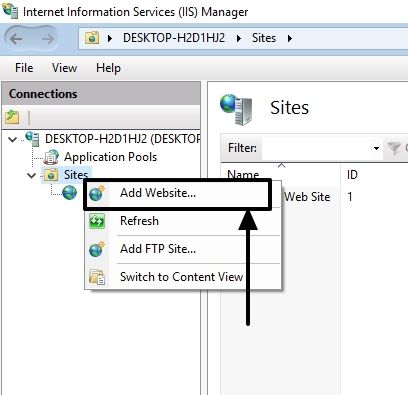 Internet Information Services (IIS) Manager
DESKTOP-H2D1HJ2 Sites
File View Help
Connections
DESKTOP-H2D1HJ2 (DESKTOP
Application Pools
Sites
Add Website...
Refresh
Add FTP Site...
Switch to Content View
Sites
Filter:
Name ID
Web Site 1